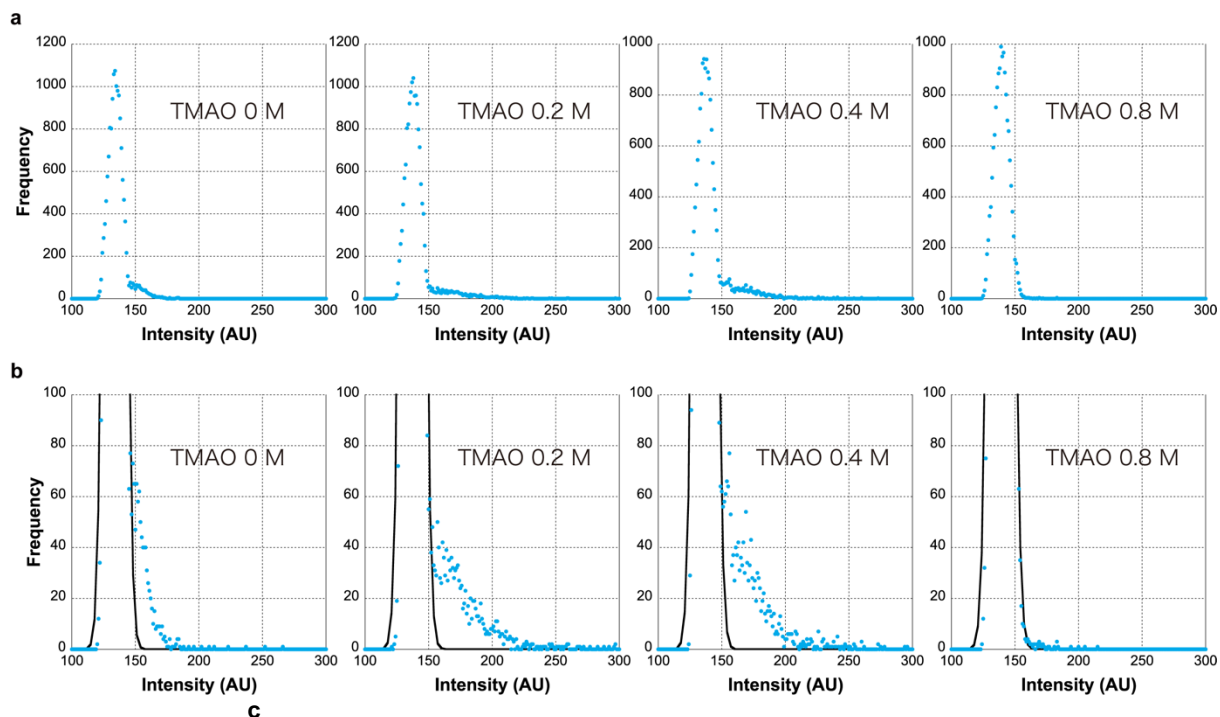 a
1200 1200 1000 1000
1000 1000 800 800
TMAO 0 M TMAO 0.2 M TMAO 0.4 M TMAO 0.8 M
800 800 600 600
600 600 400 400
400 400 200 200
200 200
0 0 0 0
Frequency
100 150 200 250 300 100 150 200 250 300 100 150 200 250 300 100 150 200 250 300
Intensity (AU) Intensity (AU) Intensity (AU) Intensity (AU)
b
100 100 100 100
80 80 80 80
TMAO 0 M TMAO 0.2 M TMAO 0.4 M TMAO 0.8 M
60 60 60 60
40 40 40 40
20 20 20 20
0 0 0 0
Frequency
100 150 200 250 300 100 150 200 250 300 100 150 200 250 300 100 150 200 250 300
Intensity (AU) Intensity (AU) Intensity (AU) Intensity (AU)
c